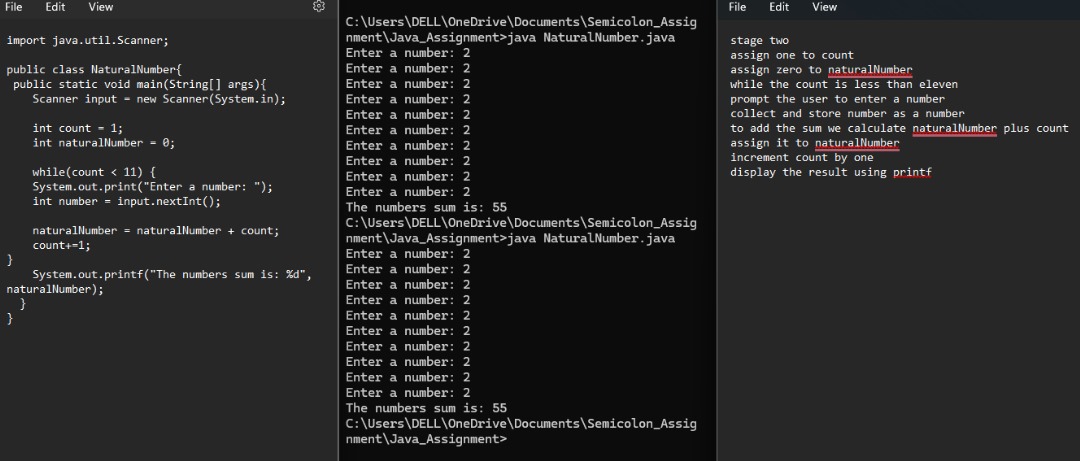 File Edit View
import java.util.Scanner;
public class NaturalNumber{
public static void main(String[] args){
Scanner input = new Scanner(System.in);
int count = 1;
int naturalNumber = 0;
while(count < 11) {
System.out.print("Enter a number: ");
int number = input.nextInt();
naturalNumber = naturalNumber + count;
count+=1;
}
System.out.printf("The numbers sum is: %d",
naturalNumber);
}
}
C:\Users\DELL\OneDrive\Documents\Semicolon_Assig
nment\Java_Assignment>java NaturalNumber.java
Enter a number: 2
Enter a number: 2
Enter a number: 2
Enter a number: 2
Enter a number: 2
Enter a number: 2
Enter a number: 2
Enter a number: 2
Enter a number: 2
Enter a number: 2
The numbers sum is: 55
C:\Users\DELL\OneDrive\Documents\Semicolon_Assig
nment\Java_Assignment>java NaturalNumber.java
Enter a number: 2
Enter a number: 2
Enter a number: 2
Enter a number: 2
Enter a number: 2
Enter a number: 2
Enter a number: 2
Enter a number: 2
Enter a number: 2
Enter a number: 2
The numbers sum is: 55
C:\Users\DELL\OneDrive\Documents\Semicolon_Assig
nment\Java_Assignment>
File Edit View
stage two
assign one to count
assign zero to naturalNumber
while the count is less than eleven
prompt the user to enter a number
collect and store number as a number
to add the sum we calculate naturalNumber plus count
assign it to naturalNumber
increment count by one
display the result using printf